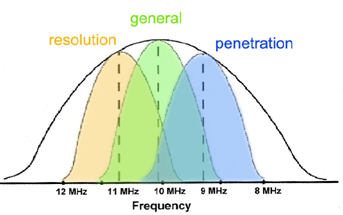 general
resolution
penetration
12 MHz 11 MHz 10 MHz 9 MHz 8 MHz
Frequency